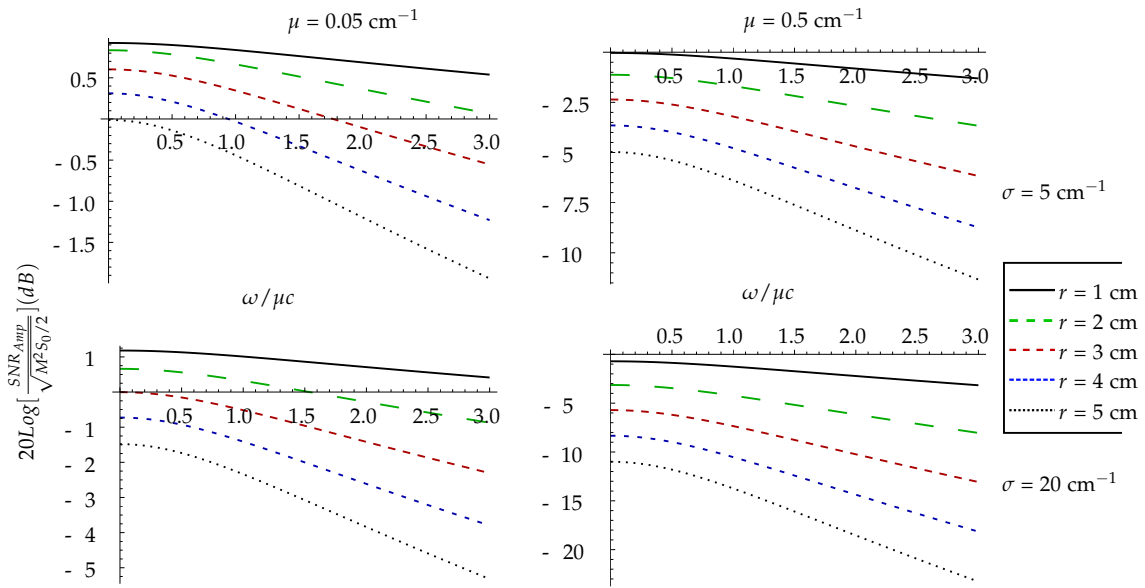 μ = 0.05 cm⁻¹
μ = 0.5 cm⁻¹
0.5
- 0.5
- 1.0
- 1.5
0.5 1.0 1.5 2.0 2.5 3.0
0.5 1.0 1.5 2.0 2.5 3.0
- 2.5
- 5
- 7.5
- 10
σ = 5 cm⁻¹
ω/μc
ω/μc
20Log[SNR_Amp/√M²S₀/2](dB)
1
- 1
- 2
- 3
- 4
- 5
0.5 1.0 1.5 2.0 2.5 3.0
0.5 1.0 1.5 2.0 2.5 3.0
- 5
- 10
- 15
- 20
r = 1 cm
r = 2 cm
r = 3 cm
r = 4 cm
r = 5 cm
σ = 20 cm⁻¹